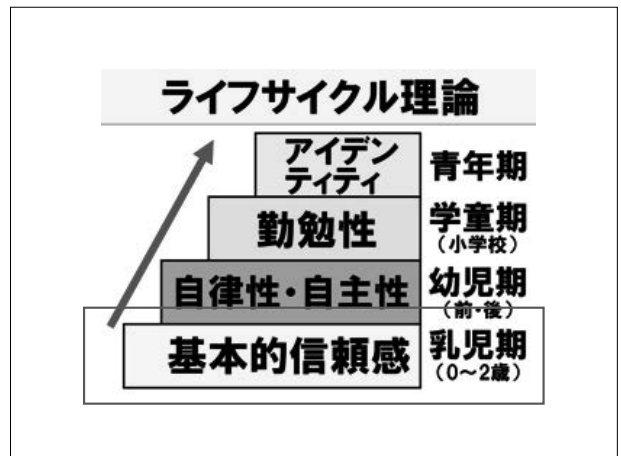 ライフサイクル理論
アイデン
ティティ
青年期
勤勉性
学童期
(小学校)
自律性・自主性
幼児期
(前・後)
基本的信頼感
乳児期
(0〜2歳)